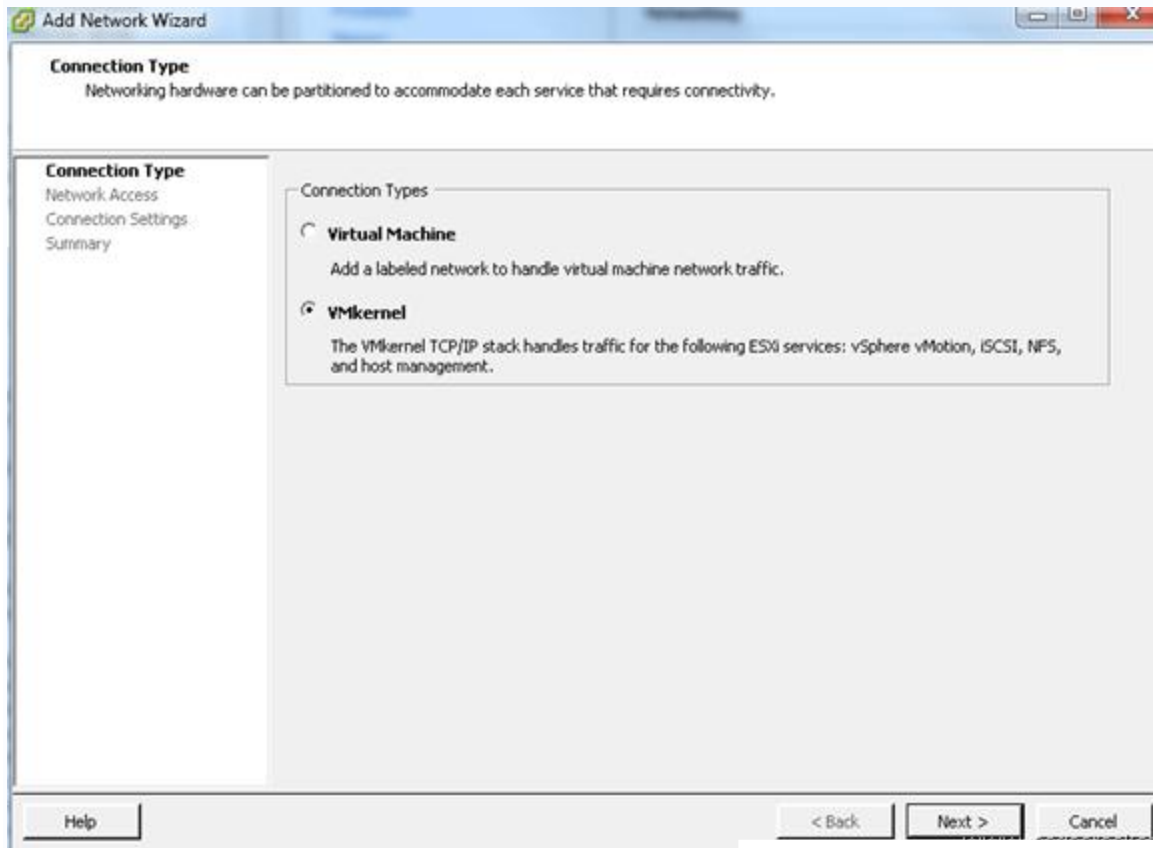 Add Network Wizard
Connection Type
Networking hardware can be partitioned to accommodate each service that requires connectivity.
Connection Type
Network Access
Connection Settings
Summary
Connection Types
Virtual Machine
Add a labeled network to handle virtual machine network traffic.
VMkernel
The VMkernel TCP/IP stack handles traffic for the following ESXi services: vSphere vMotion, iSCSI, NFS,
and host management.
Help
< Back
Next >
Cancel